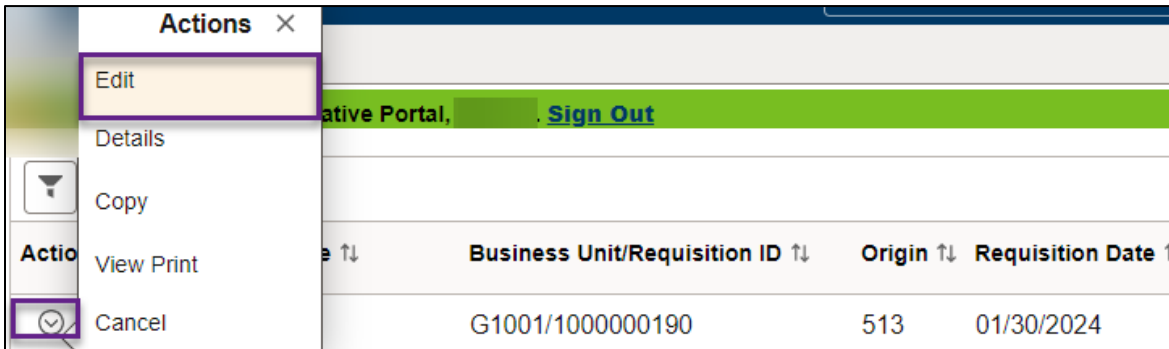 Actions ×
Edit
ative Portal, . Sign Out
Details
Copy
Actio e Business Unit/Requisition ID Origin Requisition Date
View Print
Cancel G1001/1000000190 513 01/30/2024